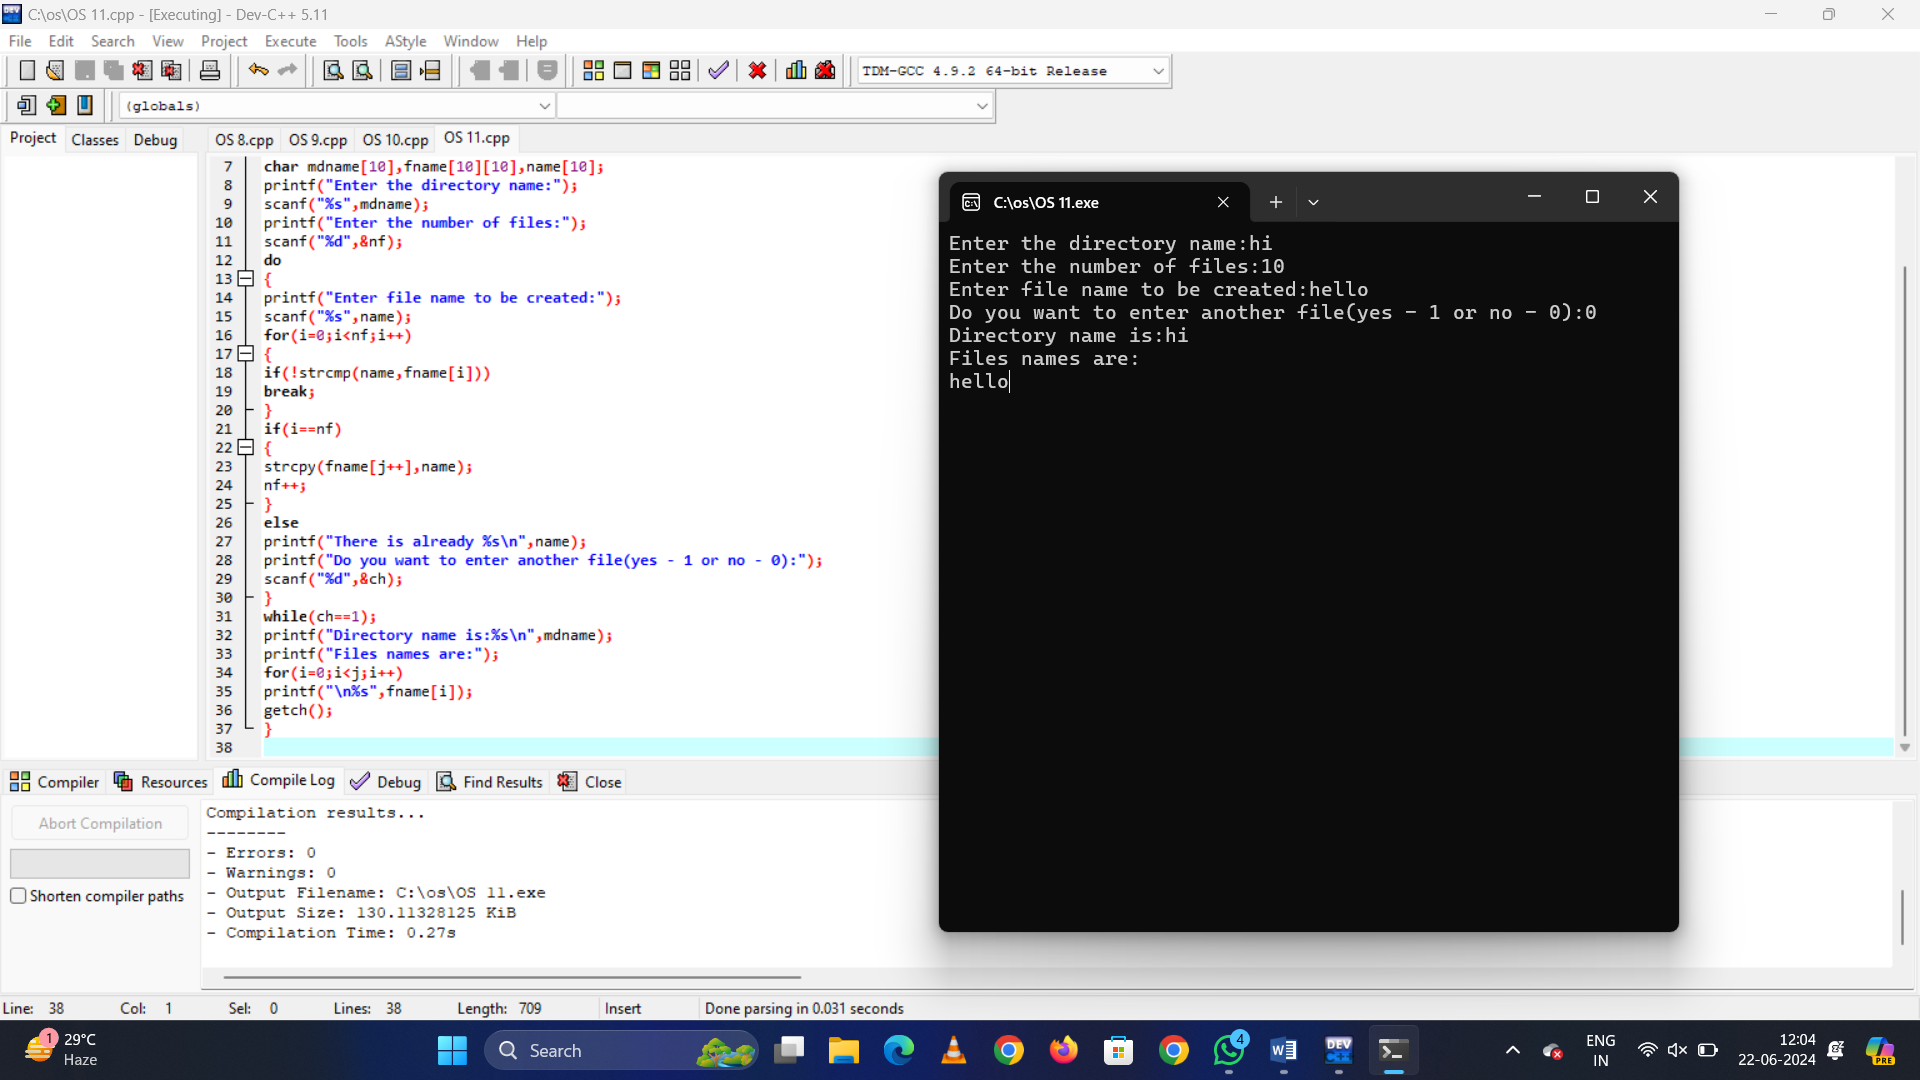 C:\os\OS 11.cpp - [Executing] - Dev-C++ 5.11
File Edit Search View Project Execute Tools AStyle Window Help
TDM-GCC 4.9.2 64-bit Release
(globals)
Project Classes Debug
OS 8.cpp OS 9.cpp OS 10.cpp OS 11.cpp
7 char mdname[10],fname[10][10],name[10];
8 printf("Enter the directory name:");
9 scanf("%s",mdname);
10 printf("Enter the number of files:");
11 scanf("%d",&nf);
12 do
13 {
14 printf("Enter file name to be created:");
15 scanf("%s",name);
16 for(i=0;i<nf;i++)
17 {
18 if(!strcmp(name,fname[i]))
19 break;
20 }
21 if(i==nf)
22 {
23 strcpy(fname[j++],name);
24 nf++;
25 }
26 else
27 printf("There is already %s\n",name);
28 printf("Do you want to enter another file(yes - 1 or no - 0):");
29 scanf("%d",&ch);
30 }
31 while(ch==1);
32 printf("Directory name is:%s\n",mdname);
33 printf("Files names are:");
34 for(i=0;i<j;i++)
35 printf("\n%s",fname[i]);
36 getch();
37 }
38
C:\os\OS 11.exe
Enter the directory name:hi
Enter the number of files:10
Enter file name to be created:hello
Do you want to enter another file(yes - 1 or no - 0):0
Directory name is:hi
Files names are:
hello
Compiler Resources Compile Log Debug Find Results Close
Abort Compilation
Shorten compiler paths
Compilation results...
--------
- Errors: 0
- Warnings: 0
- Output Filename: C:\os\OS 11.exe
- Output Size: 130.11328125 KiB
- Compilation Time: 0.27s
Line: 38 Col: 1 Sel: 0 Lines: 38 Length: 709 Insert Done parsing in 0.031 seconds
1
29°C
Haze
Search
4
DEV
ENG
IN
12:04
22-06-2024
PRE